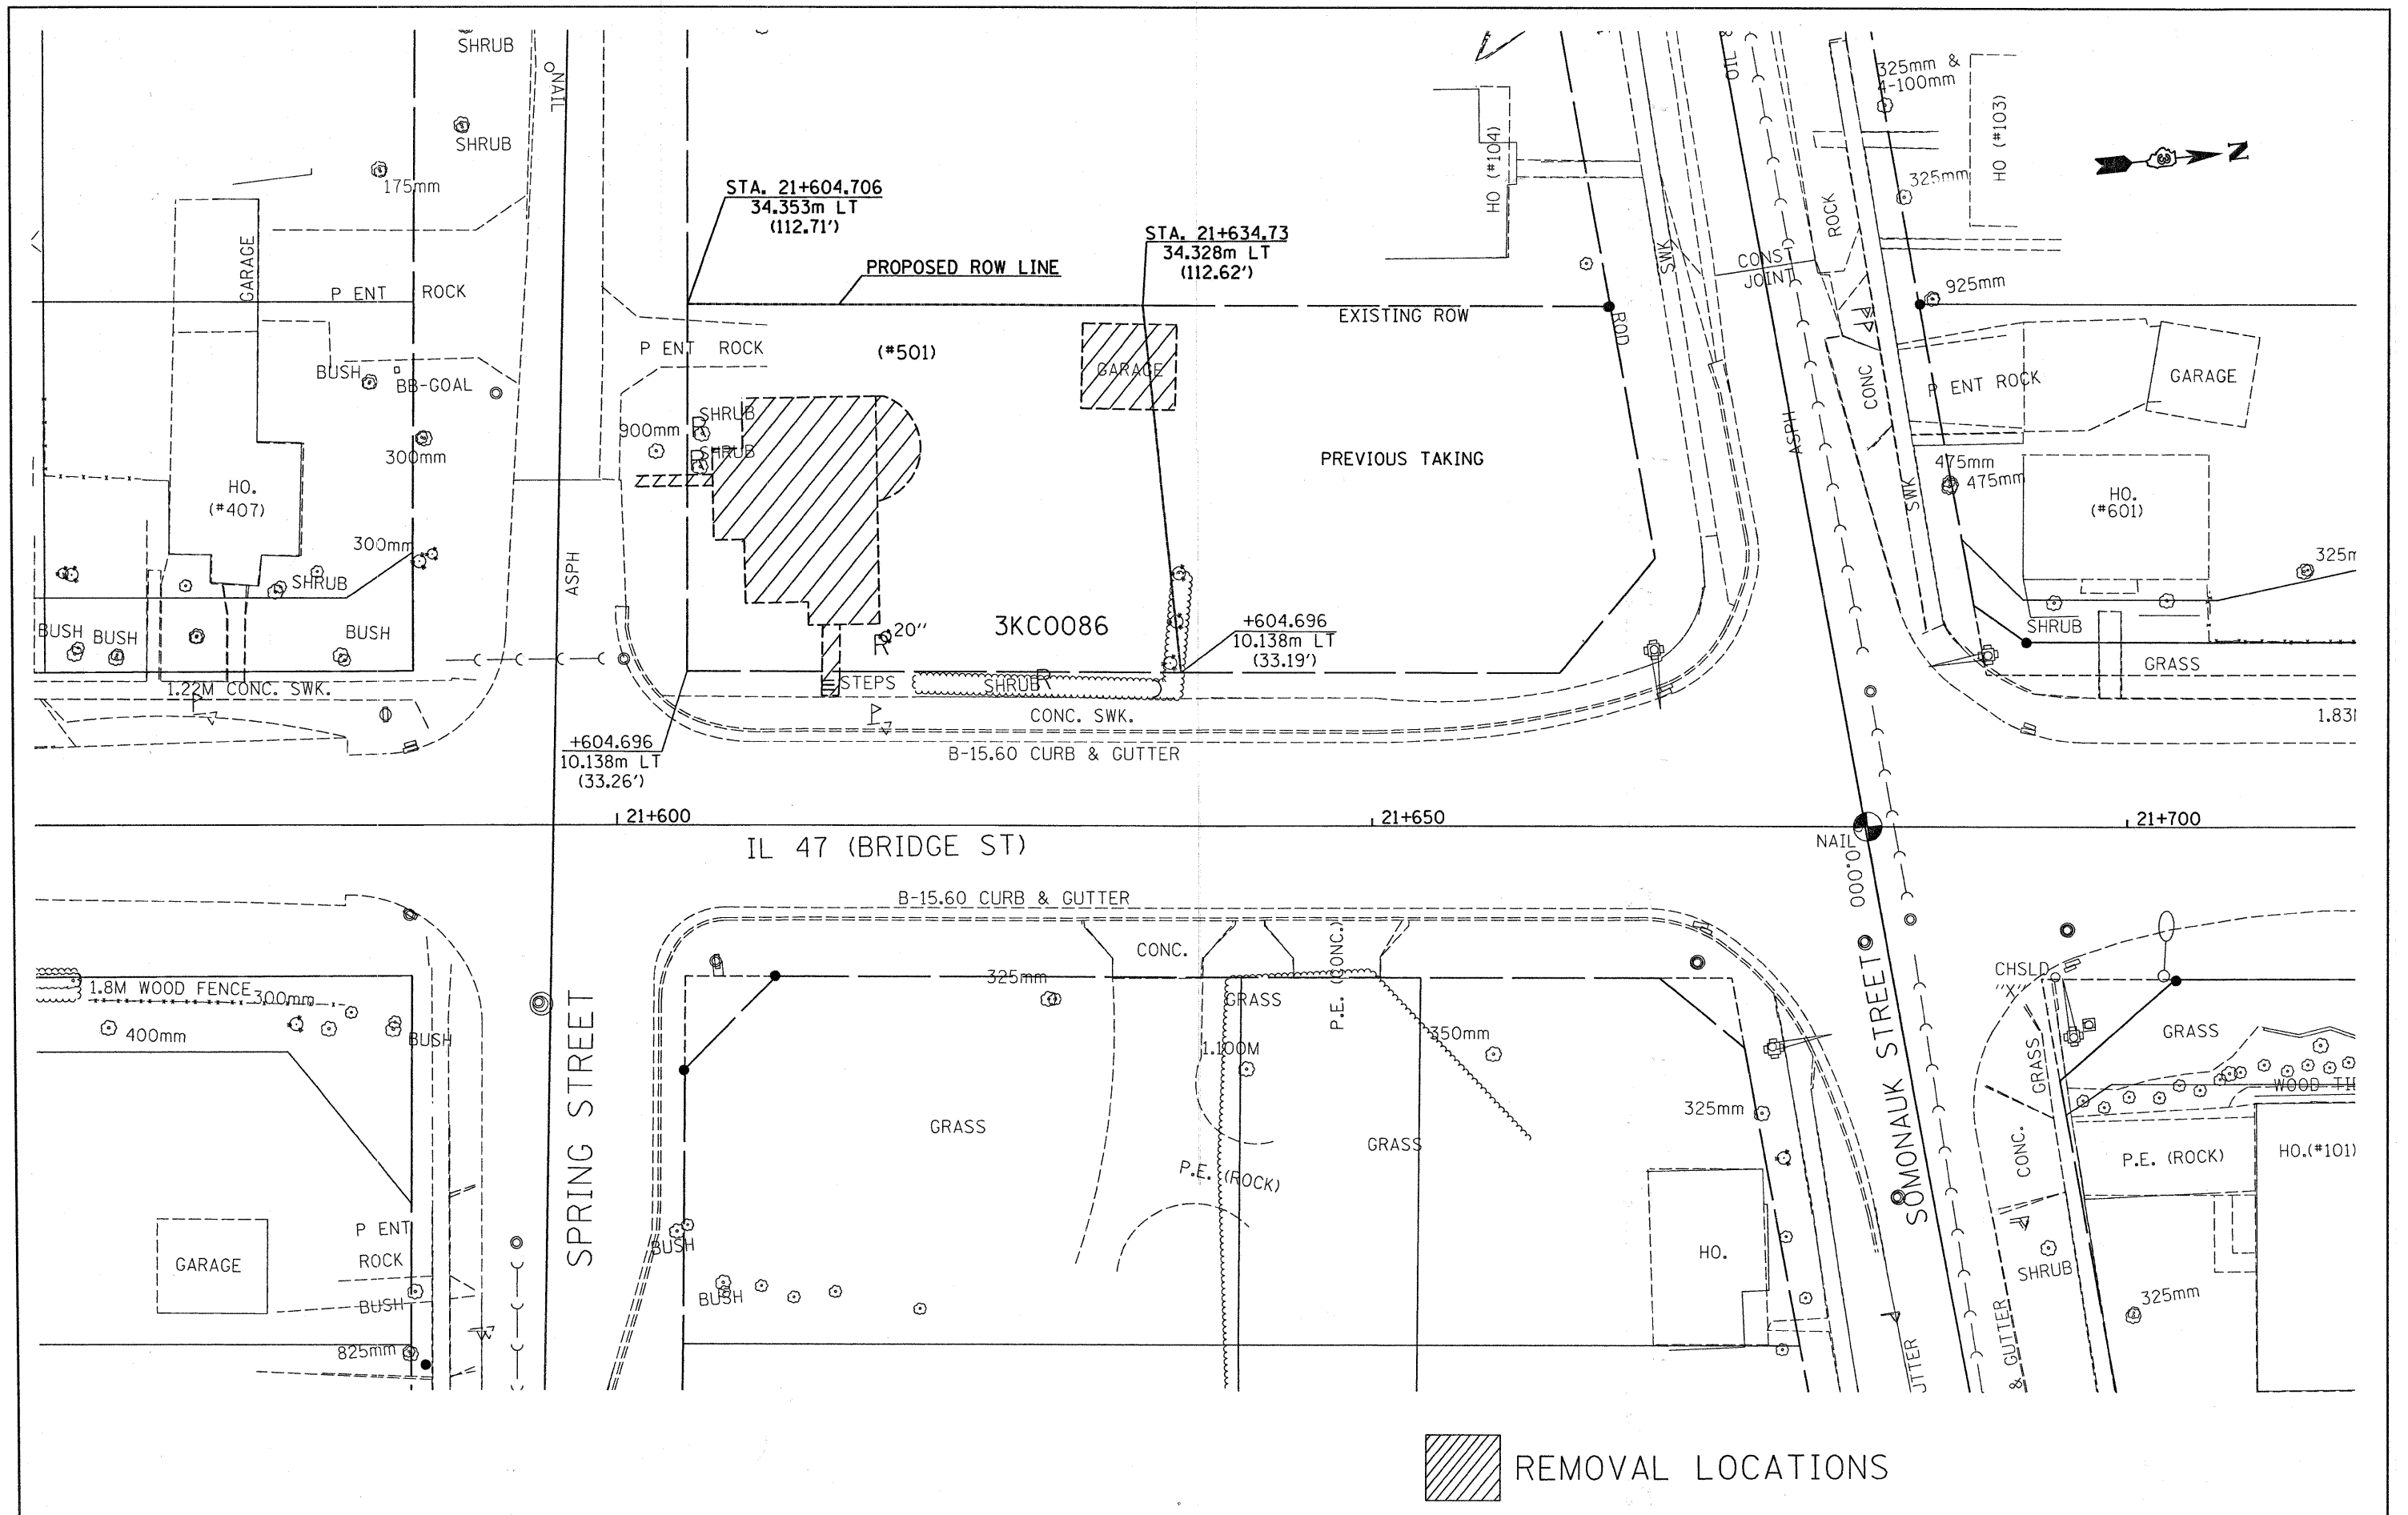 SHRUB
NAIL
SHRUB
175mm
GARAGE
P ENT ROCK
BUSH
BB-GOAL
300mm
HO.
(#407)
300mm
SHRUB
BUSH
BUSH
BUSH
1.22M CONC. SWK.
ASPH
STA. 21+604.706
34.353m LT
(112.71')
PROPOSED ROW LINE
STA. 21+634.73
34.328m LT
(112.62')
EXISTING ROW
ROD
P ENT ROCK
(#501)
GARAGE
900mm
SHRUB
SHRUB
PREVIOUS TAKING
20"
R
3KC0086
+604.696
10.138m LT
(33.19')
STEPS
SHRUB
R
CONC. SWK.
+604.696
10.138m LT
(33.26')
B-15.60 CURB & GUTTER
HO (#104)
SWK
OIL &
CONST
JOINT
ROCK
325mm &
4-100mm
HO (#103)
325mm
N
925mm
ASPH
CONC
P ENT ROCK
GARAGE
475mm
475mm
SWK
HO.
(#601)
325m
SHRUB
GRASS
1.83
21+600
21+650
21+700
IL 47 (BRIDGE ST)
NAIL
0.000
B-15.60 CURB & GUTTER
CONC.
P.E. (CONC.)
1.8M WOOD FENCE
300mm
400mm
BUSH
SPRING STREET
325mm
GRASS
1.100M
350mm
GRASS
GRASS
P.E. (ROCK)
325mm
SOMONAUK STREET
CHSLD
"X"
GRASS
GRASS
WOOD TI
CONC.
P.E. (ROCK)
HO.(#101)
P ENT
ROCK
GARAGE
BUSH
825mm
BUSH
BUSH
HO.
SHRUB
325mm
UTTER
& GUTTER
REMOVAL LOCATIONS